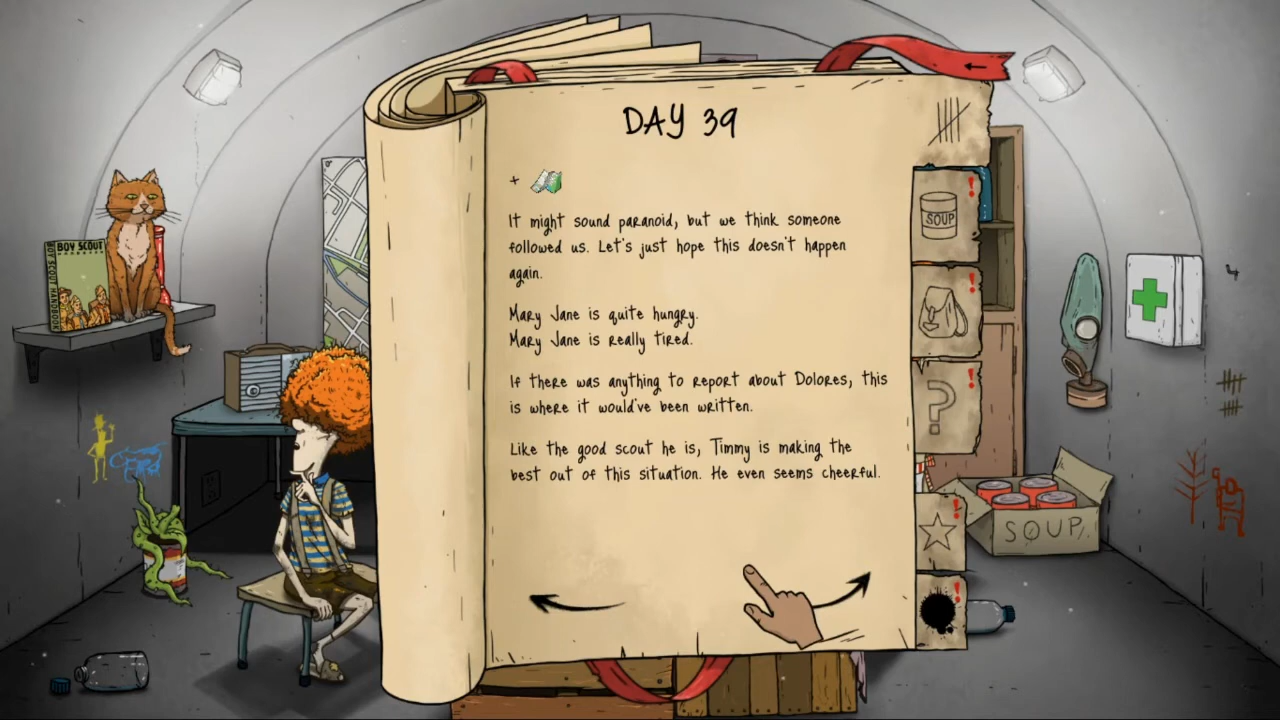 DAY 39
+
It might sound paranoid, but we think someone
followed us. Let's just hope this doesn't happen
again.
Mary Jane is quite hungry.
Mary Jane is really tired.
If there was anything to report about Dolores, this
is where it would've been written.
Like the good scout he is, Timmy is making the
best out of this situation. He even seems cheerful.
SOUP
!
!
?
!
!
!
BOY SCOUT
BOY SCOUT HANDBOOK
SOUP